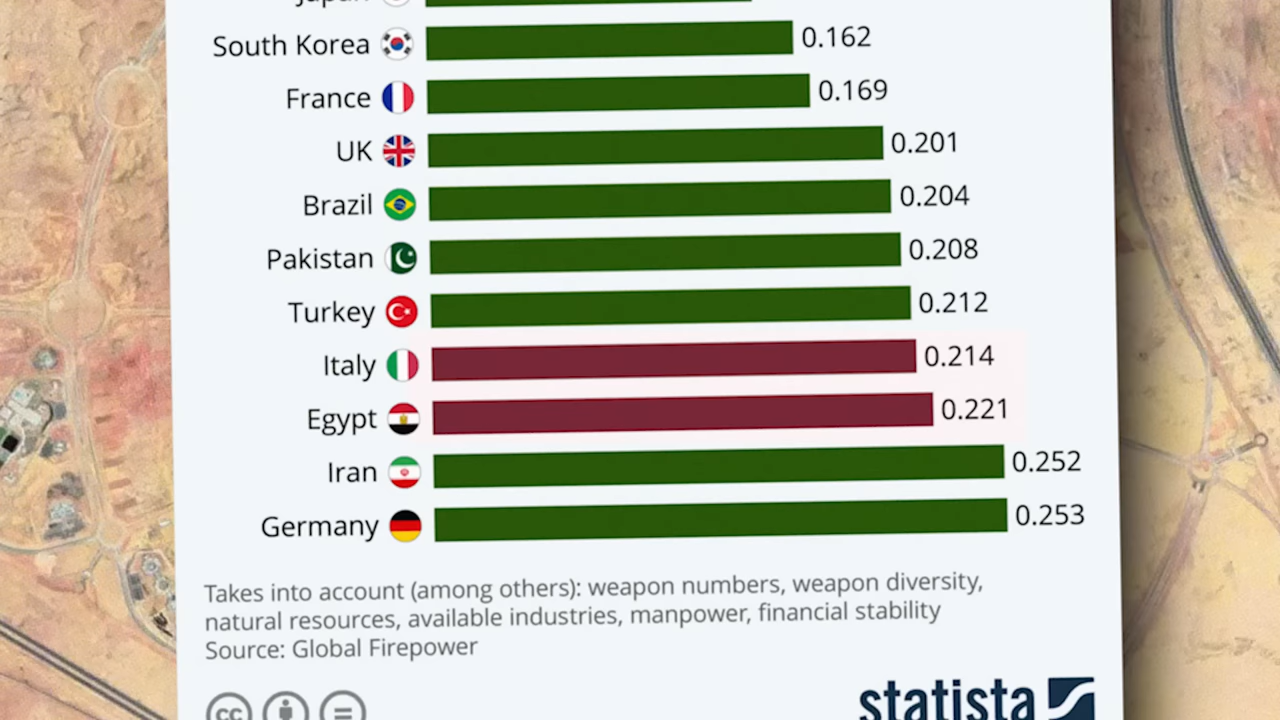 Japan
South Korea 0.162
France 0.169
UK 0.201
Brazil 0.204
Pakistan 0.208
Turkey 0.212
Italy 0.214
Egypt 0.221
Iran 0.252
Germany 0.253
Takes into account (among others): weapon numbers, weapon diversity,
natural resources, available industries, manpower, financial stability
Source: Global Firepower
cc
statista